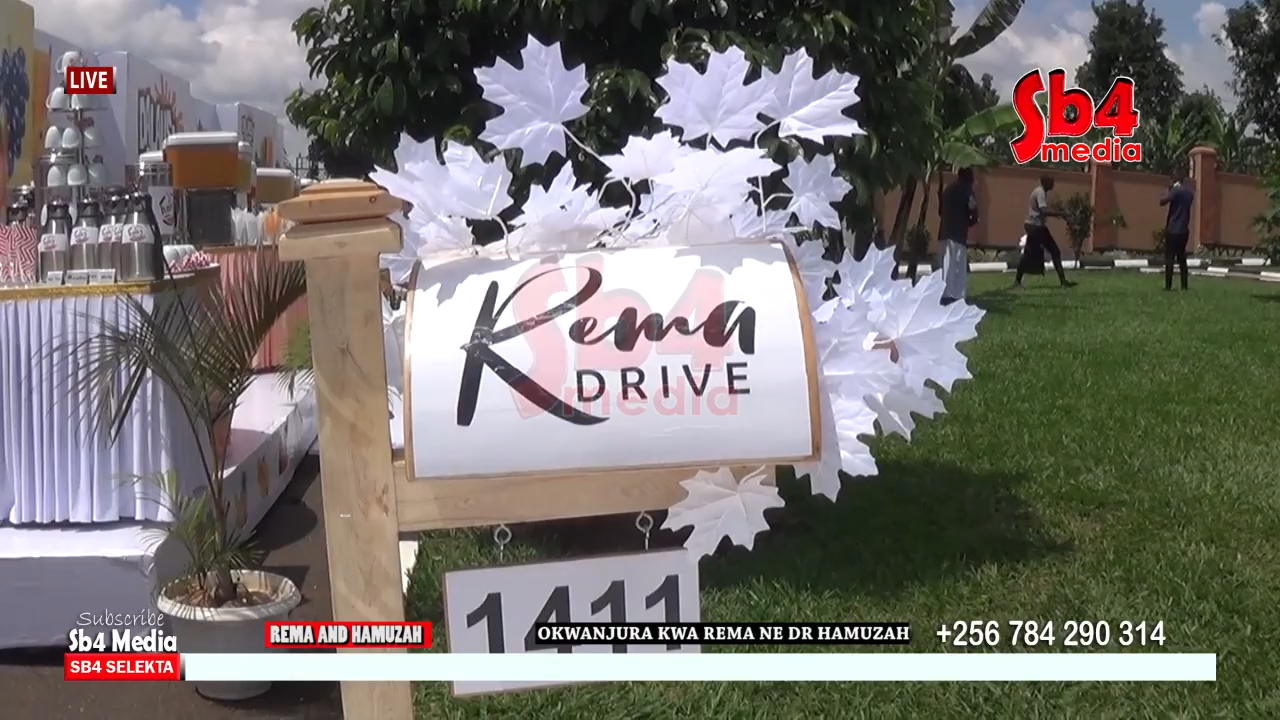 LIVE
Sb4
media
Rema
DRIVE
Sb4
media
1411
Subscribe
Sb4 Media
SB4 SELEKTA
REMA AND HAMUZAH
OKWANJURA KWA REMA NE DR HAMUZAH
+256 784 290 314